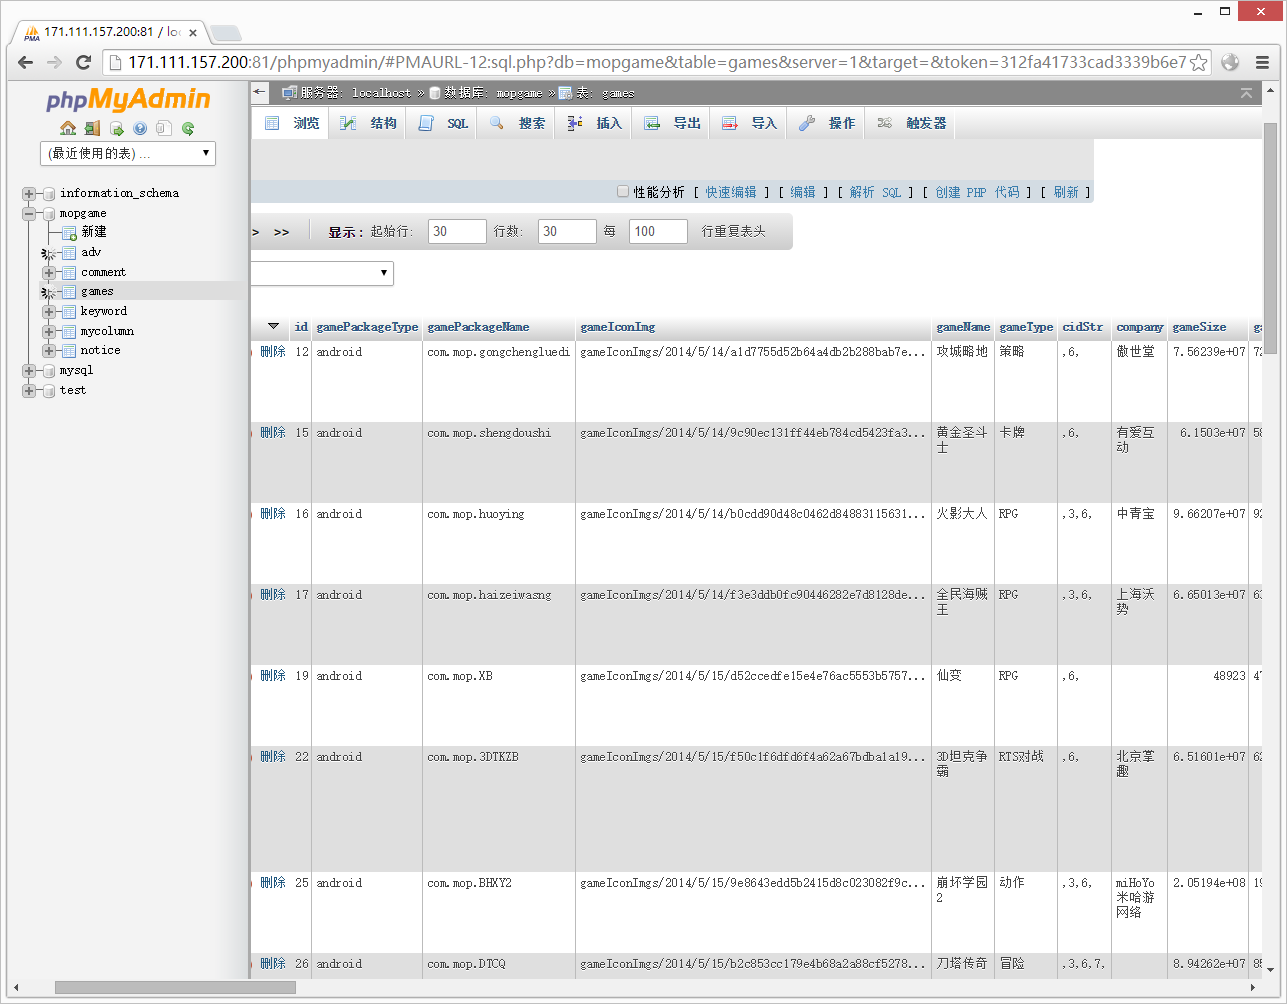 171.111.157.200:81 / loc
171.111.157.200:81/phpmyadmin/#PMAURL-12:sql.php?db=mopgame&table=games&server=1&target=&token=312fa41733cad3339b6e7
phpMyAdmin
(最近使用的表) ...
information_schema
mopgame
新建
adv
comment
games
keyword
mycolumn
notice
mysql
test
服务器: localhost » 数据库: mopgame » 表: games
浏览 结构 SQL 搜索 插入 导出 导入 操作 触发器
性能分析 [ 快速编辑 ] [ 编辑 ] [ 解析 SQL ] [ 创建 PHP 代码 ] [ 刷新 ]
> >> 显示: 起始行: 30 行数: 30 每 100 行重复表头
id gamePackageType gamePackageName gameIconImg gameName gameType cidStr company gameSize
删除 12 android com.mop.gongchengluedi gameIconImgs/2014/5/14/a1d7755d52b64a4db2b288bab7e... 攻城略地 策略 ,6, 傲世堂 7.56239e+07 72
删除 15 android com.mop.shengdoushi gameIconImgs/2014/5/14/9c90ec131ff44eb784cd5423fa3... 黄金圣斗 卡牌 ,6, 有爱互 6.1503e+07 58
士 动
删除 16 android com.mop.huoying gameIconImgs/2014/5/14/b0cdd90d48c0462d84883115631... 火影大人 RPG ,3,6, 中青宝 9.66207e+07 92
删除 17 android com.mop.haizeiwasng gameIconImgs/2014/5/14/f3e3ddb0fc90446282e7d8128de... 全民海贼 RPG ,3,6, 上海沃 6.65013e+07 63
王 势
删除 19 android com.mop.XB gameIconImgs/2014/5/15/d52ccedfe15e4e76ac5553b5757... 仙变 RPG ,6, 48923 47
删除 22 android com.mop.3DTKZB gameIconImgs/2014/5/15/f50c1f6dfd6f4a62a67bdba1a19... 3D坦克争 RTS对战 ,6, 北京掌 6.51601e+07 62
霸 趣
删除 25 android com.mop.BHXY2 gameIconImgs/2014/5/15/9e8643edd5b2415d8c023082f9c... 崩坏学园 动作 ,3,6, miHoYo 2.05194e+08 19
2 米哈游
网络
删除 26 android com.mop.DTCQ gameIconImgs/2014/5/15/b2c853cc179e4b68a2a88cf5278... 刀塔传奇 冒险 ,3,6,7, 8.94262e+07 85